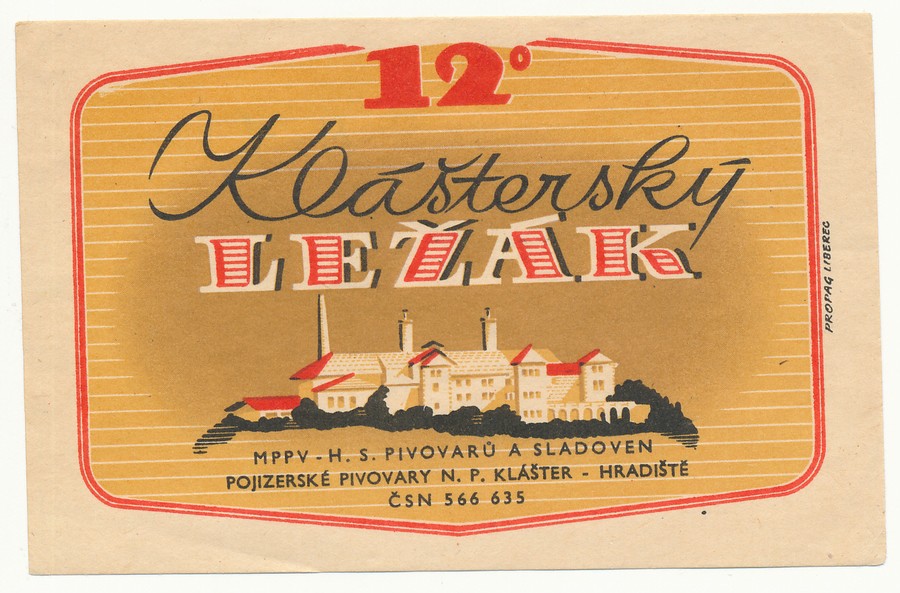 12°
Klášterský
LEŽÁK
MPPV - H. S. PIVOVARŮ A SLADOVEN
POJIZERSKÉ PIVOVARY N. P. KLÁŠTER - HRADIŠTĚ
ČSN 566 635
PROPAG LIBEREC